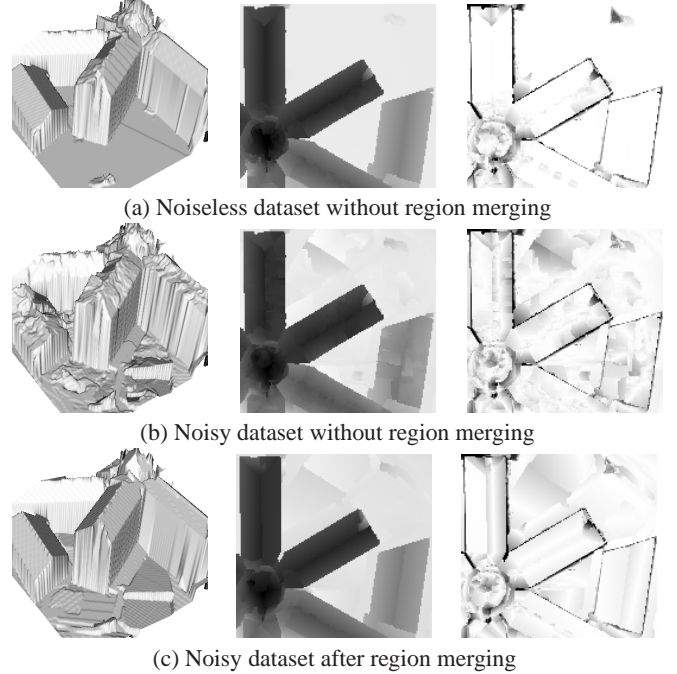 (a) Noiseless dataset without region merging
(b) Noisy dataset without region merging
(c) Noisy dataset after region merging